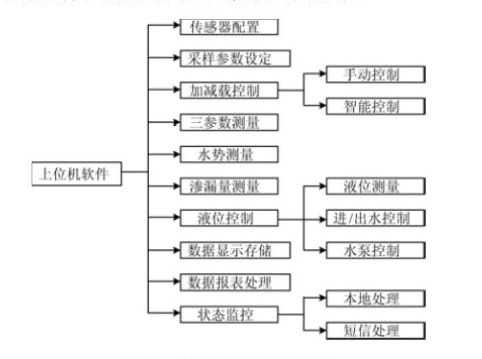 传感器配置
采样参数设定
加减载控制
手动控制
智能控制
三参数测量
水势测量
上位机软件
渗漏量测量
液位测量
液位控制
进/出水控制
水泵控制
数据显示存储
数据报表处理
状态监控
本地处理
短信处理